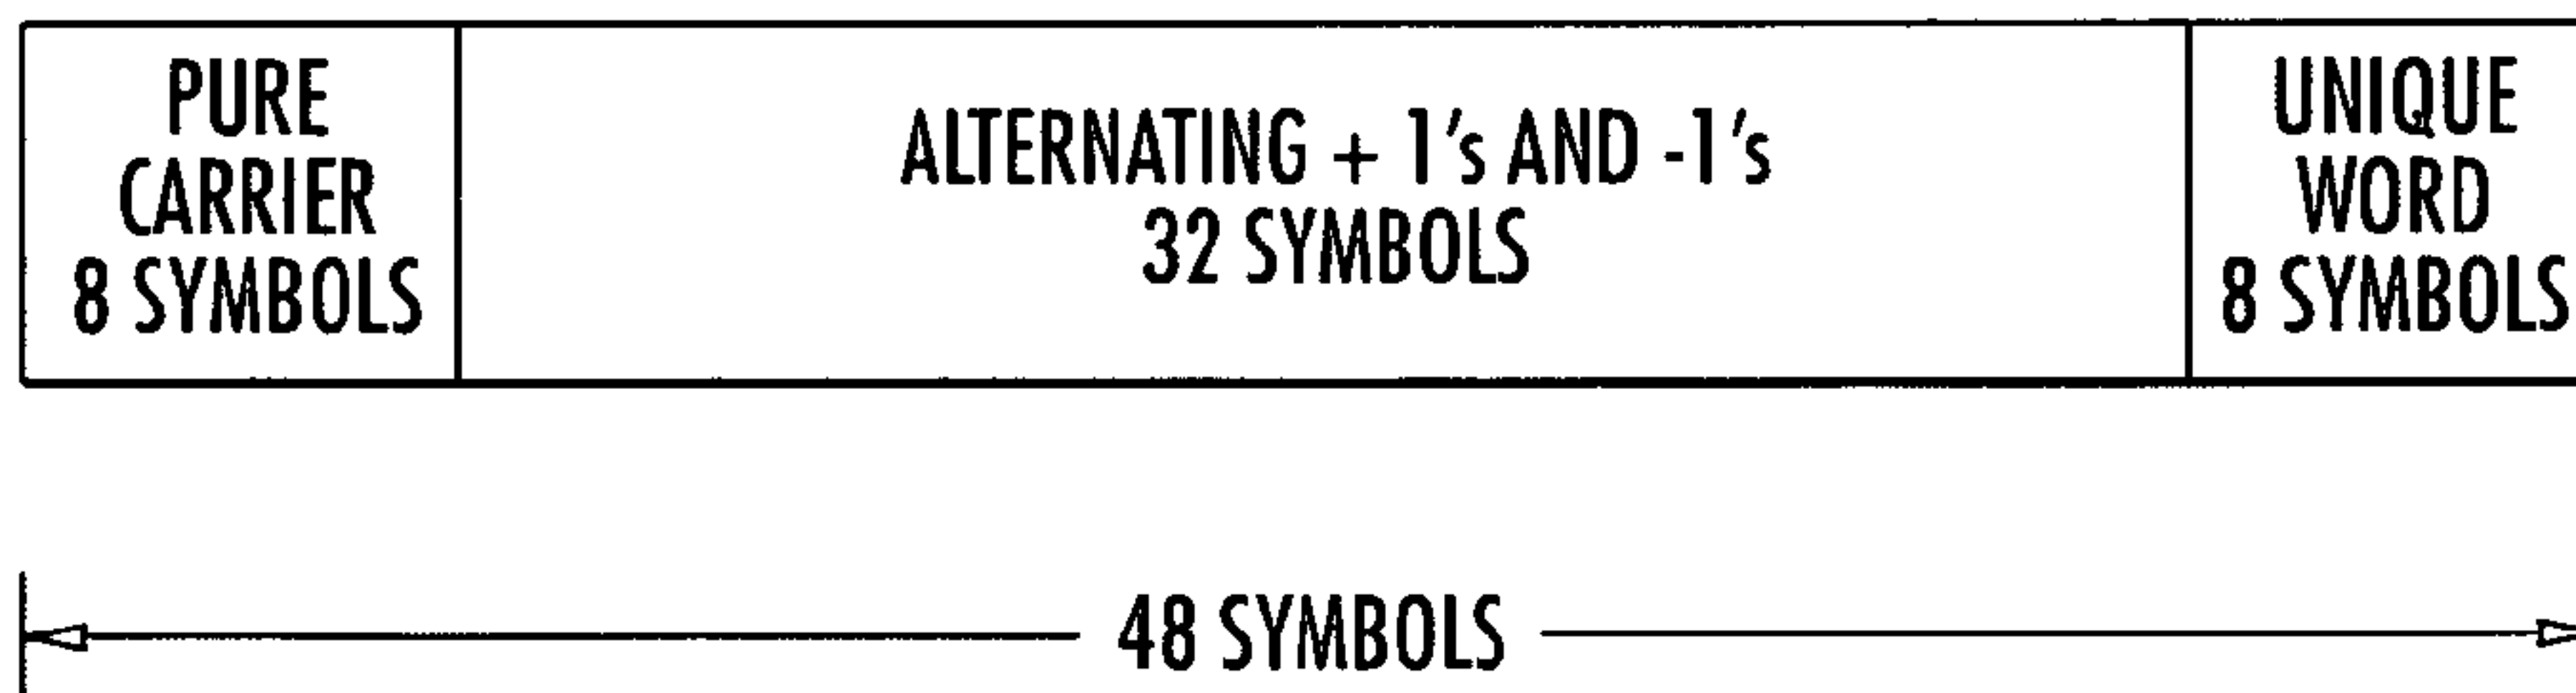 PURE
CARRIER
8 SYMBOLS
ALTERNATING + 1's AND -1's
32 SYMBOLS
UNIQUE
WORD
8 SYMBOLS
48 SYMBOLS